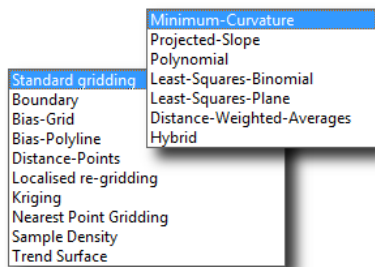 Minimum-Curvature
Projected-Slope
Polynomial
Least-Squares-Binomial
Least-Squares-Plane
Distance-Weighted-Averages
Hybrid
Standard gridding
Boundary
Bias-Grid
Bias-Polyline
Distance-Points
Localised re-gridding
Kriging
Nearest Point Gridding
Sample Density
Trend Surface